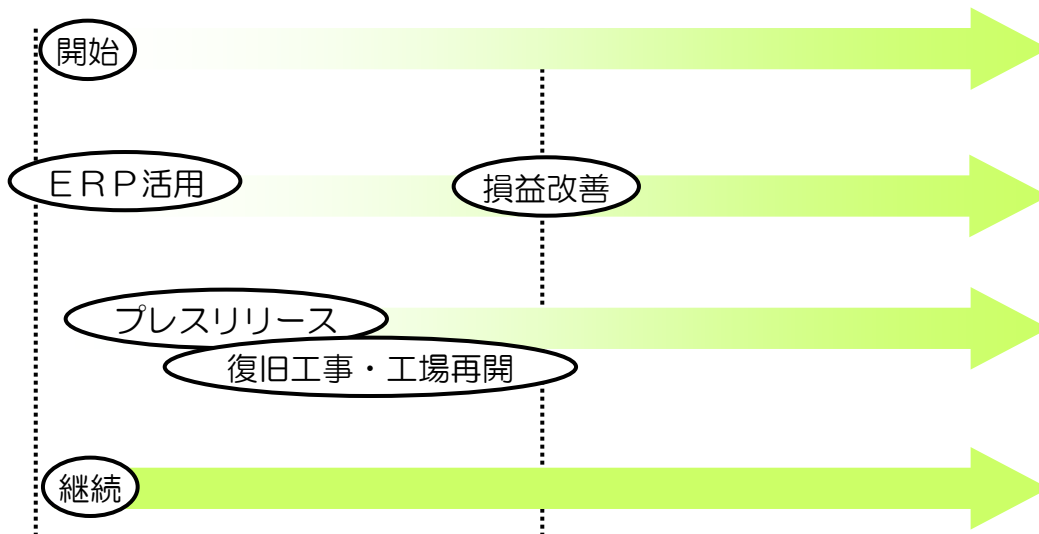 開始
ＥＲＰ活用
損益改善
プレスリリース
復旧工事・工場再開
継続